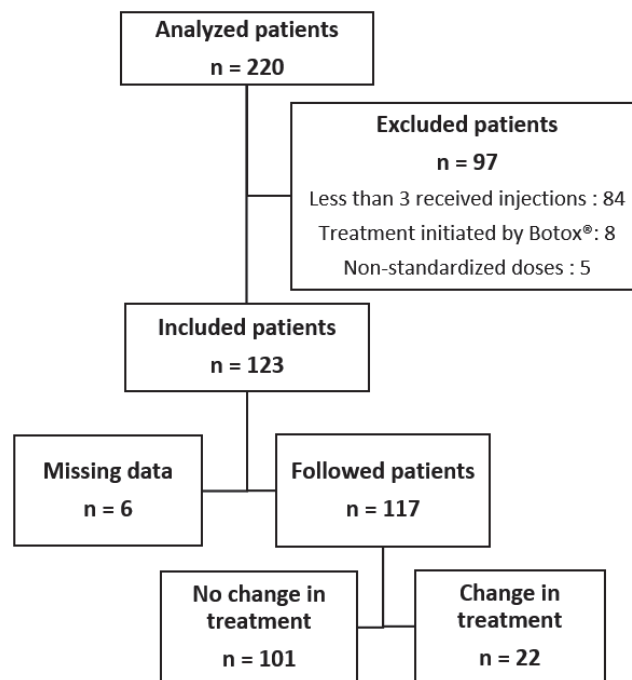 Analyzed patients
n = 220
Excluded patients
n = 97
Less than 3 received injections : 84
Treatment initiated by Botox®: 8
Non-standardized doses : 5
Included patients
n = 123
Missing data
n = 6
Followed patients
n = 117
No change in
treatment
n = 101
Change in
treatment
n = 22